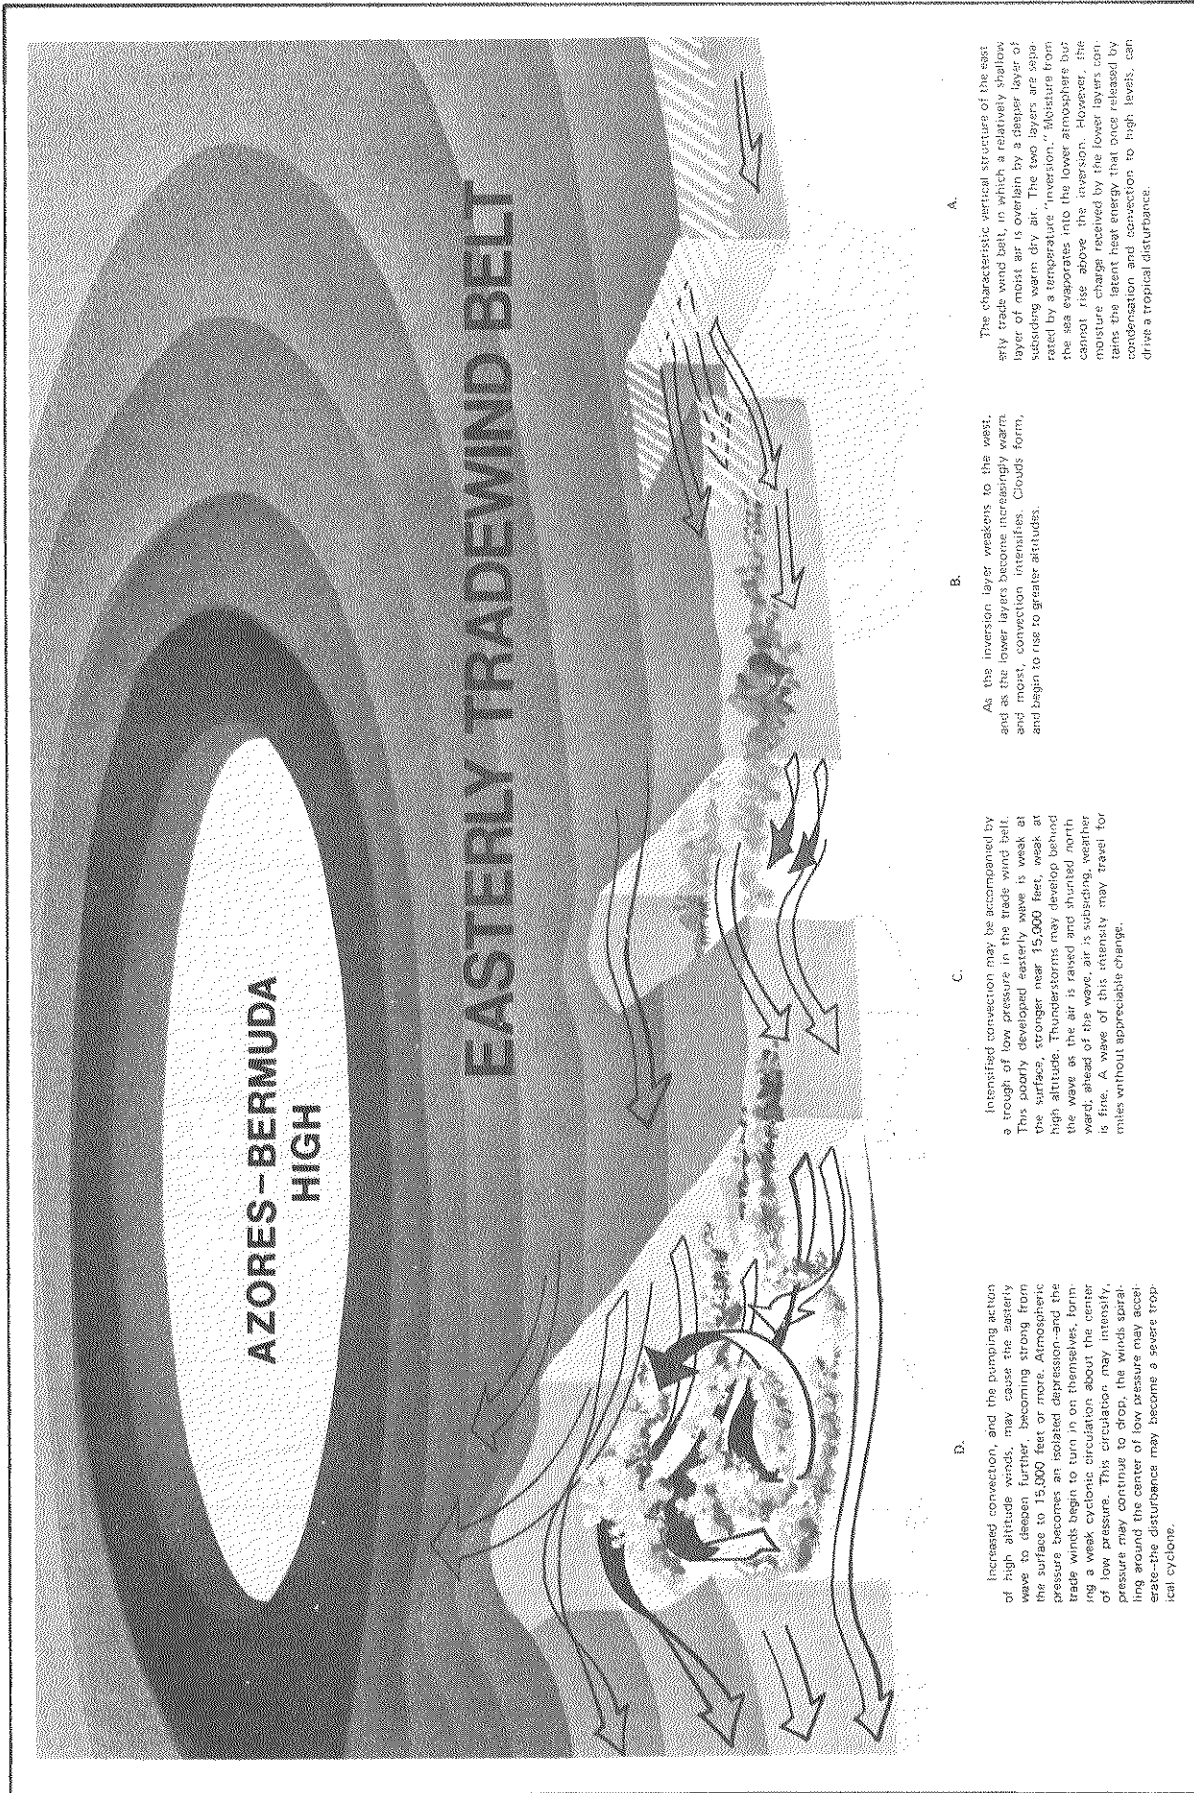 AZORES–BERMUDA
HIGH
EASTERLY TRADEWIND BELT
D.
Increased convection, and the pumping action
of high altitude winds, may cause the easterly
wave to deepen further, becoming strong from
the surface to 15,000 feet or more. Atmospheric
pressure becomes an isolated depression–and the
trade winds begin to turn in on themselves, form-
ing a weak cyclonic circulation about the center
of low pressure. This circulation may intensify,
pressure may continue to drop, the winds spiral-
ling around the center of low pressure may accel-
erate–the disturbance may become a severe trop-
ical cyclone.
C.
Intensified convection may be accompanied by
a trough of low pressure in the trade wind belt.
This poorly developed easterly wave is weak at
the surface, stronger near 15,000 feet, weak at
high altitude. Thunderstorms may develop behind
the wave as the air is raised and shunted north
ward; ahead of the wave, air is subsiding, weather
is fine. A wave of this intensity may travel for
miles without appreciable change.
B.
As the inversion layer weakens to the west,
and as the lower layers become increasingly warm
and moist, convection intensifies. Clouds form,
and begin to rise to greater altitudes.
A.
The characteristic vertical structure of the east
erly trade wind belt, in which a relatively shallow
layer of moist air is overlain by a deeper layer of
subsiding warm dry air. The two layers are sepa
rated by a temperature "inversion." Moisture from
the sea evaporates into the lower atmosphere but
cannot rise above the inversion. However, the
moisture charge received by the lower layers con-
tains the latent heat energy that once released by
condensation and convection to high levels, can
drive a tropical disturbance.